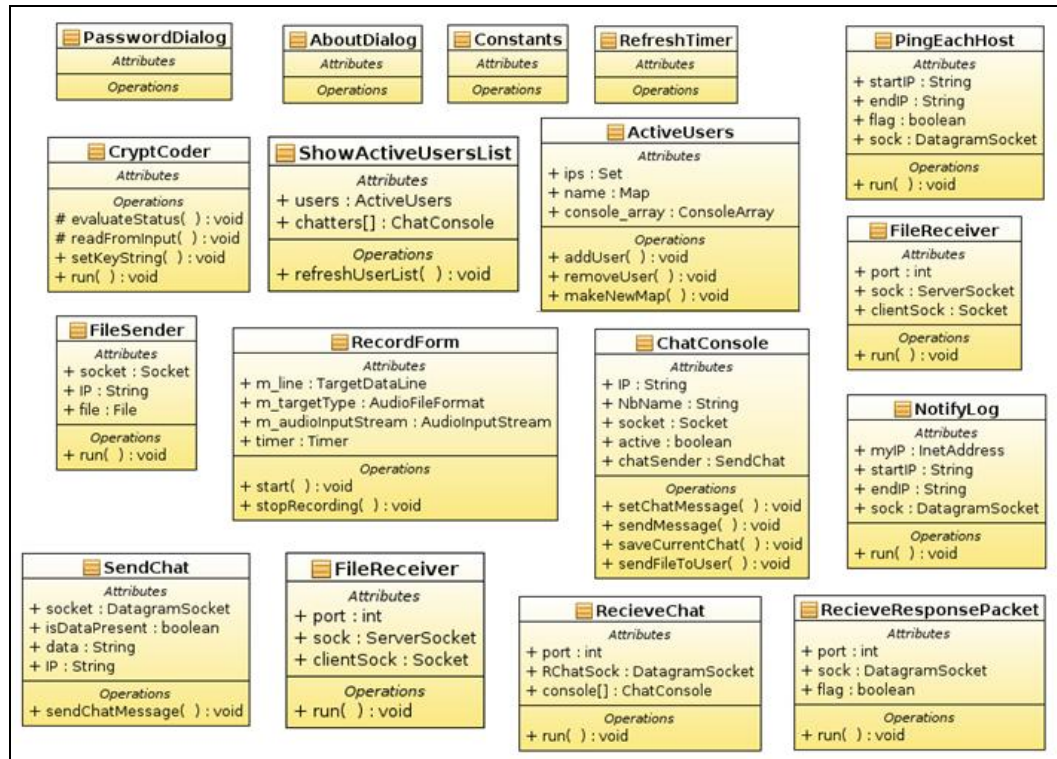 PasswordDialog
Attributes
Operations
AboutDialog
Attributes
Operations
Constants
Attributes
Operations
RefreshTimer
Attributes
Operations
PingEachHost
Attributes
+ startIP : String
+ endIP : String
+ flag : boolean
+ sock : DatagramSocket
Operations
+ run( ) : void
CryptCoder
Attributes
Operations
# evaluateStatus( ) : void
# readFromInput( ) : void
+ setKeyString( ) : void
+ run( ) : void
ShowActiveUsersList
Attributes
+ users : ActiveUsers
+ chatters[] : ChatConsole
Operations
+ refreshUserList( ) : void
ActiveUsers
Attributes
+ ips : Set
+ name : Map
+ console_array : ConsoleArray
Operations
+ addUser( ) : void
+ removeUser( ) : void
+ makeNewMap( ) : void
FileReceiver
Attributes
+ port : int
+ sock : ServerSocket
+ clientSock : Socket
Operations
+ run( ) : void
FileSender
Attributes
+ socket : Socket
+ IP : String
+ file : File
Operations
+ run( ) : void
RecordForm
Attributes
+ m_line : TargetDataLine
+ m_targetType : AudioFileFormat
+ m_audioInputStream : AudioInputStream
+ timer : Timer
Operations
+ start( ) : void
+ stopRecording( ) : void
ChatConsole
Attributes
+ IP : String
+ NbName : String
+ socket : Socket
+ active : boolean
+ chatSender : SendChat
Operations
+ setChatMessage( ) : void
+ sendMessage( ) : void
+ saveCurrentChat( ) : void
+ sendFileToUser( ) : void
NotifyLog
Attributes
+ myIP : InetAddress
+ startIP : String
+ endIP : String
+ sock : DatagramSocket
Operations
+ run( ) : void
SendChat
Attributes
+ socket : DatagramSocket
+ isDataPresent : boolean
+ data : String
+ IP : String
Operations
+ sendChatMessage( ) : void
FileReceiver
Attributes
+ port : int
+ sock : ServerSocket
+ clientSock : Socket
Operations
+ run( ) : void
RecieveChat
Attributes
+ port : int
+ RChatSock : DatagramSocket
+ console[] : ChatConsole
Operations
+ run( ) : void
RecieveResponsePacket
Attributes
+ port : int
+ sock : DatagramSocket
+ flag : boolean
Operations
+ run( ) : void